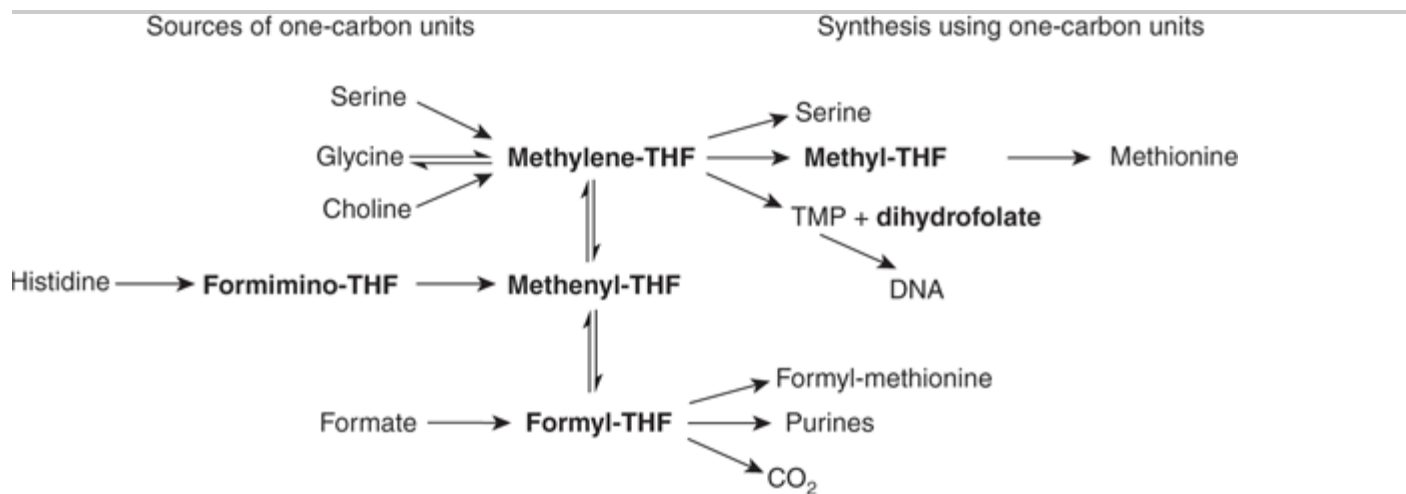 Sources of one-carbon units
Synthesis using one-carbon units
Serine
Serine
Glycine
Methylene-THF
Methyl-THF
Methionine
Choline
TMP + dihydrofolate
Histidine
Formimino-THF
Methenyl-THF
DNA
Formyl-methionine
Formate
Formyl-THF
Purines
CO₂